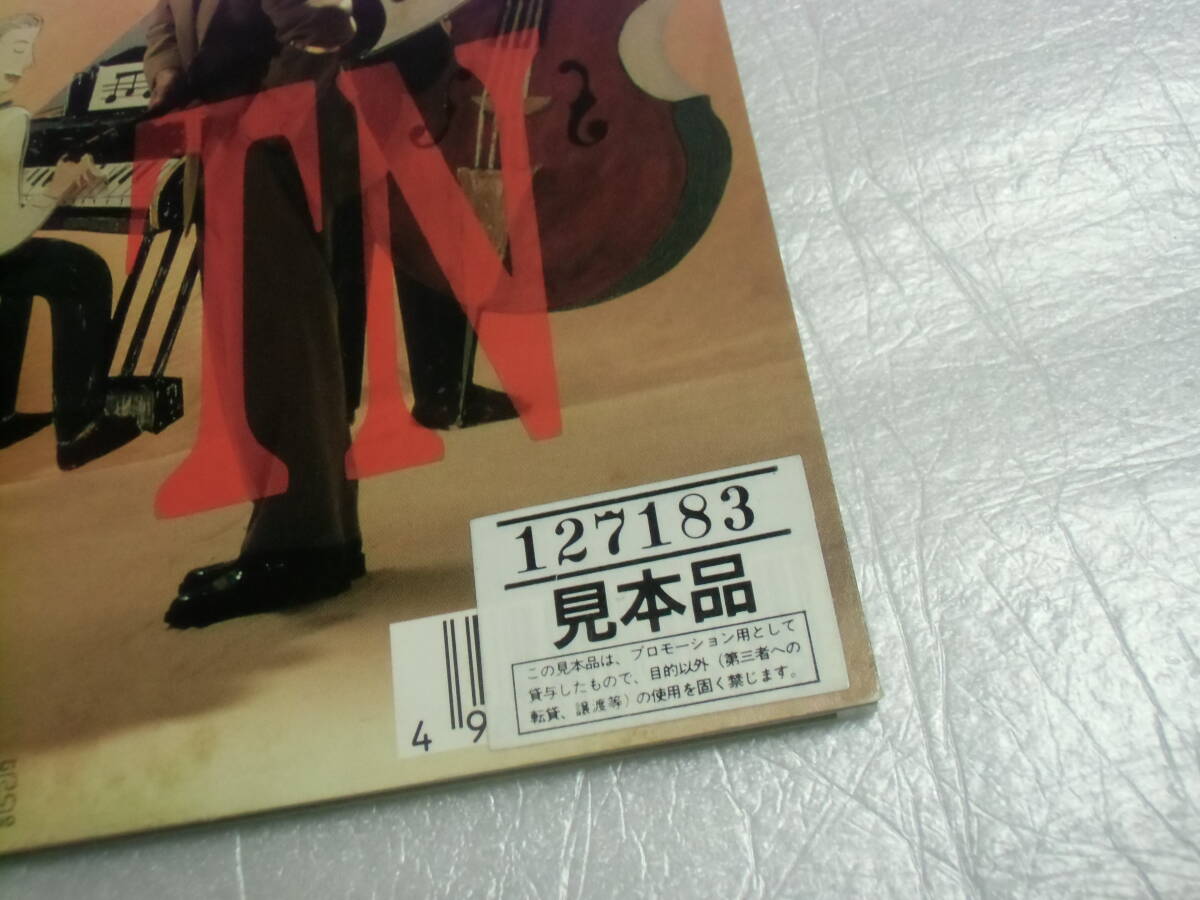 TN
127183
見本品
この見本品は、プロモーション用として
貸与したもので、目的以外（第三者への
転貸、譲渡等）の使用を固く禁じます。
4 9